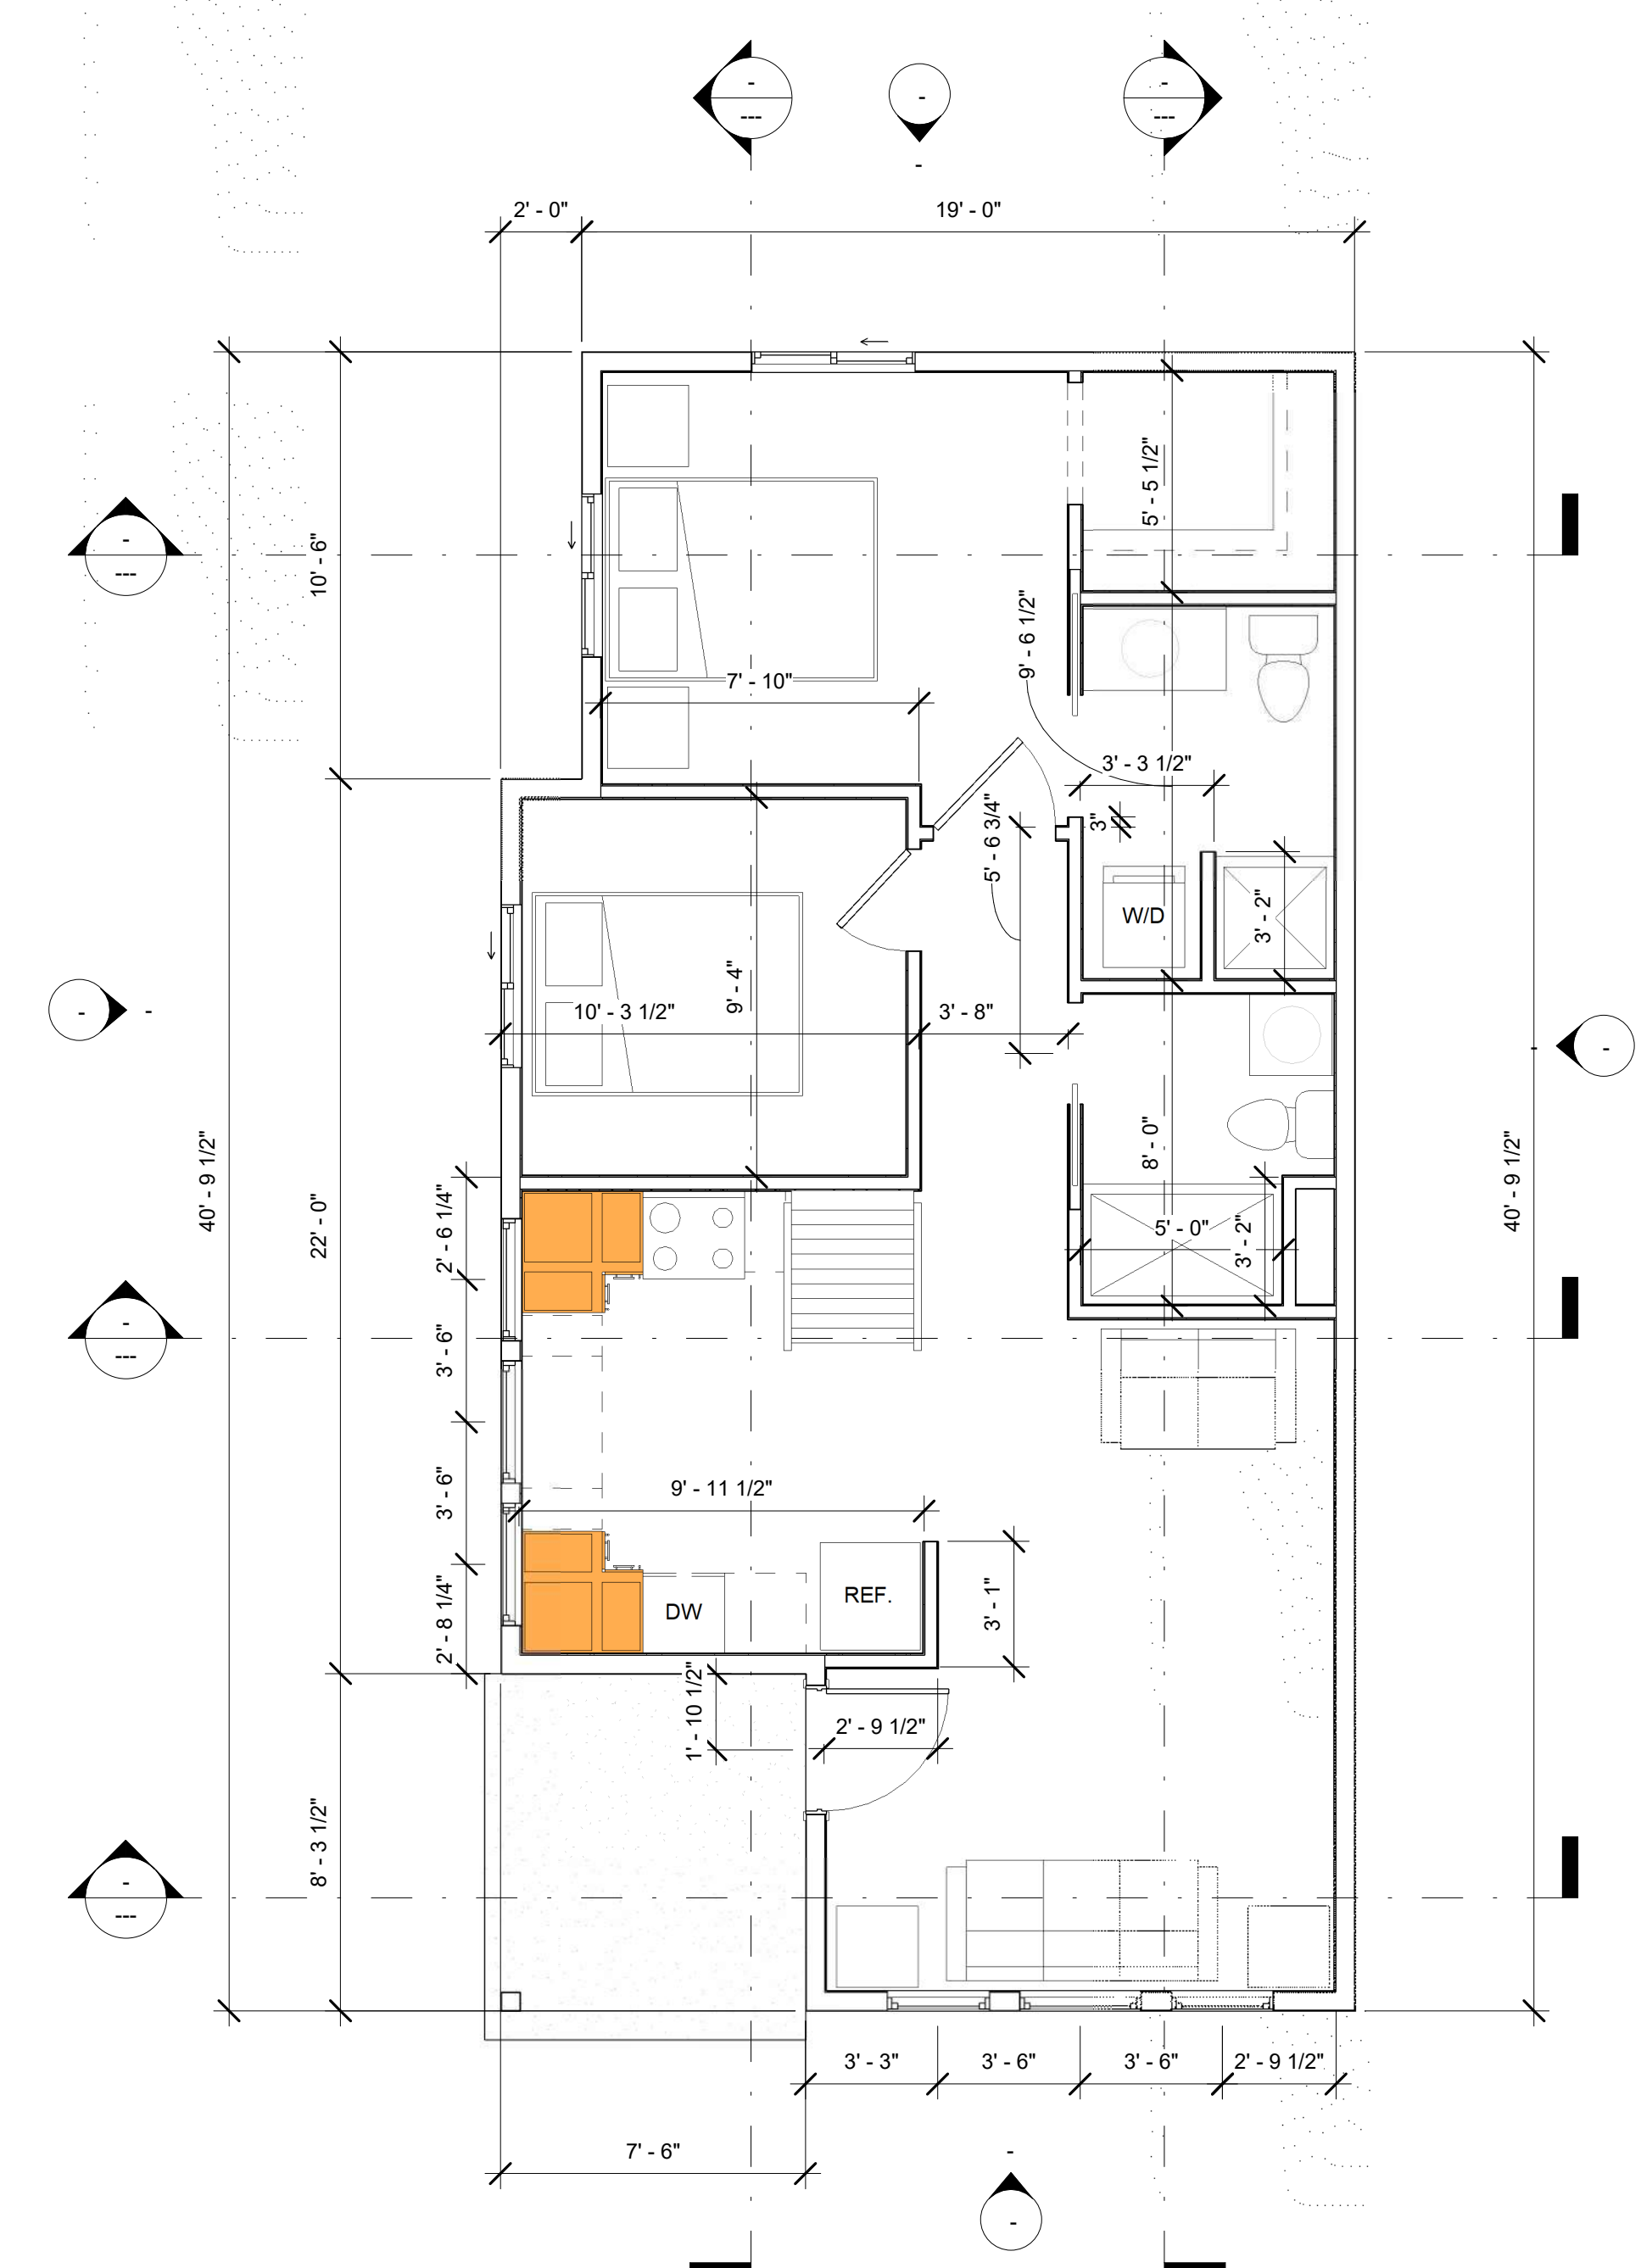 -
---
-
-
-
---
2' - 0"
19' - 0"
5' - 5 1/2"
10' - 6"
-
---
9' - 6 1/2"
7' - 10"
3' - 3 1/2"
3"
5' - 6 3/4"
W/D
3' - 2"
9' - 4"
10' - 3 1/2"
3' - 8"
-
-
-
-
8' - 0"
40' - 9 1/2"
40' - 9 1/2"
22' - 0"
2' - 6 1/4"
5' - 0"
3' - 2"
-
---
3' - 6"
9' - 11 1/2"
3' - 6"
REF.
DW
3' - 1"
2' - 8 1/4"
1' - 10 1/2"
2' - 9 1/2"
8' - 3 1/2"
-
---
3' - 3"
3' - 6"
3' - 6"
2' - 9 1/2"
7' - 6"
-
-